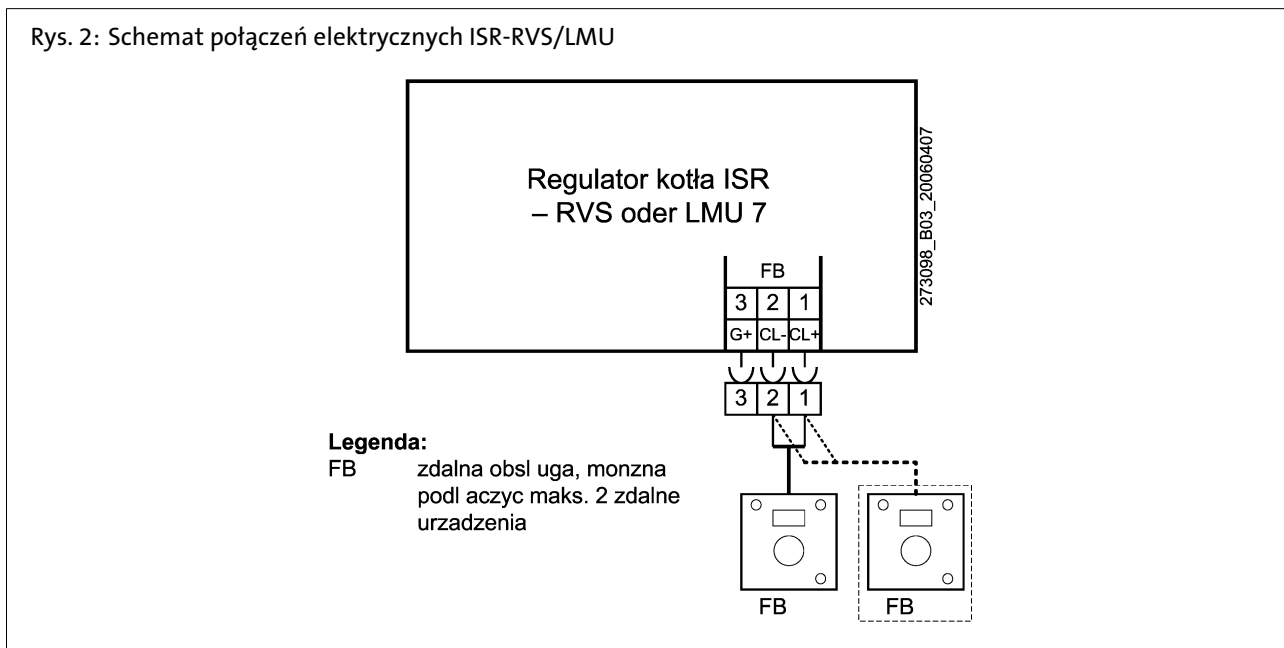 Rys. 2: Schemat połączeń elektrycznych ISR-RVS/LMU
Regulator kotła ISR
– RVS oder LMU 7
273098_B03_20060407
FB
3 2 1
G+ CL- CL+
3 2 1
Legenda:
FB zdalna obsl uga, monzna
podl aczyc maks. 2 zdalne
urzadzenia
FB
FB